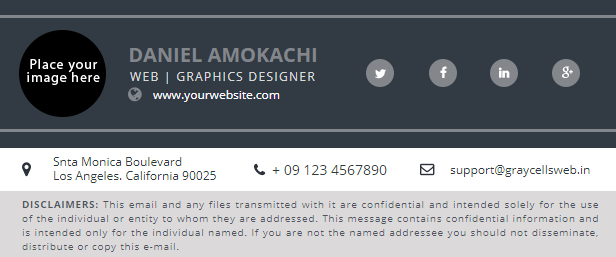 Place your
image here
DANIEL AMOKACHI
WEB | GRAPHICS DESIGNER
www.yourwebsite.com
Snta Monica Boulevard
Los Angeles. California 90025
+ 09 123 4567890
support@graycellsweb.in
DISCLAIMERS: This email and any files transmitted with it are confidential and intended solely for the use
of the individual or entity to whom they are addressed. This message contains confidential information and
is intended only for the individual named. If you are not the named addressee you should not disseminate,
distribute or copy this e-mail.